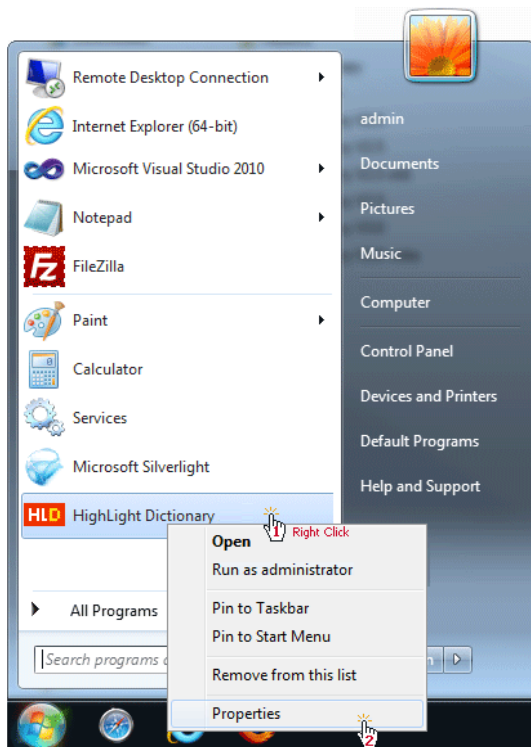 Remote Desktop Connection
Internet Explorer (64-bit)
Microsoft Visual Studio 2010
Notepad
Fz FileZilla
Paint
Calculator
Services
Microsoft Silverlight
HLD HighLight Dictionary
1 Right Click
All Programs
Search programs
admin
Documents
Pictures
Music
Computer
Control Panel
Devices and Printers
Default Programs
Help and Support
Open
Run as administrator
Pin to Taskbar
Pin to Start Menu
Remove from this list
Properties
2